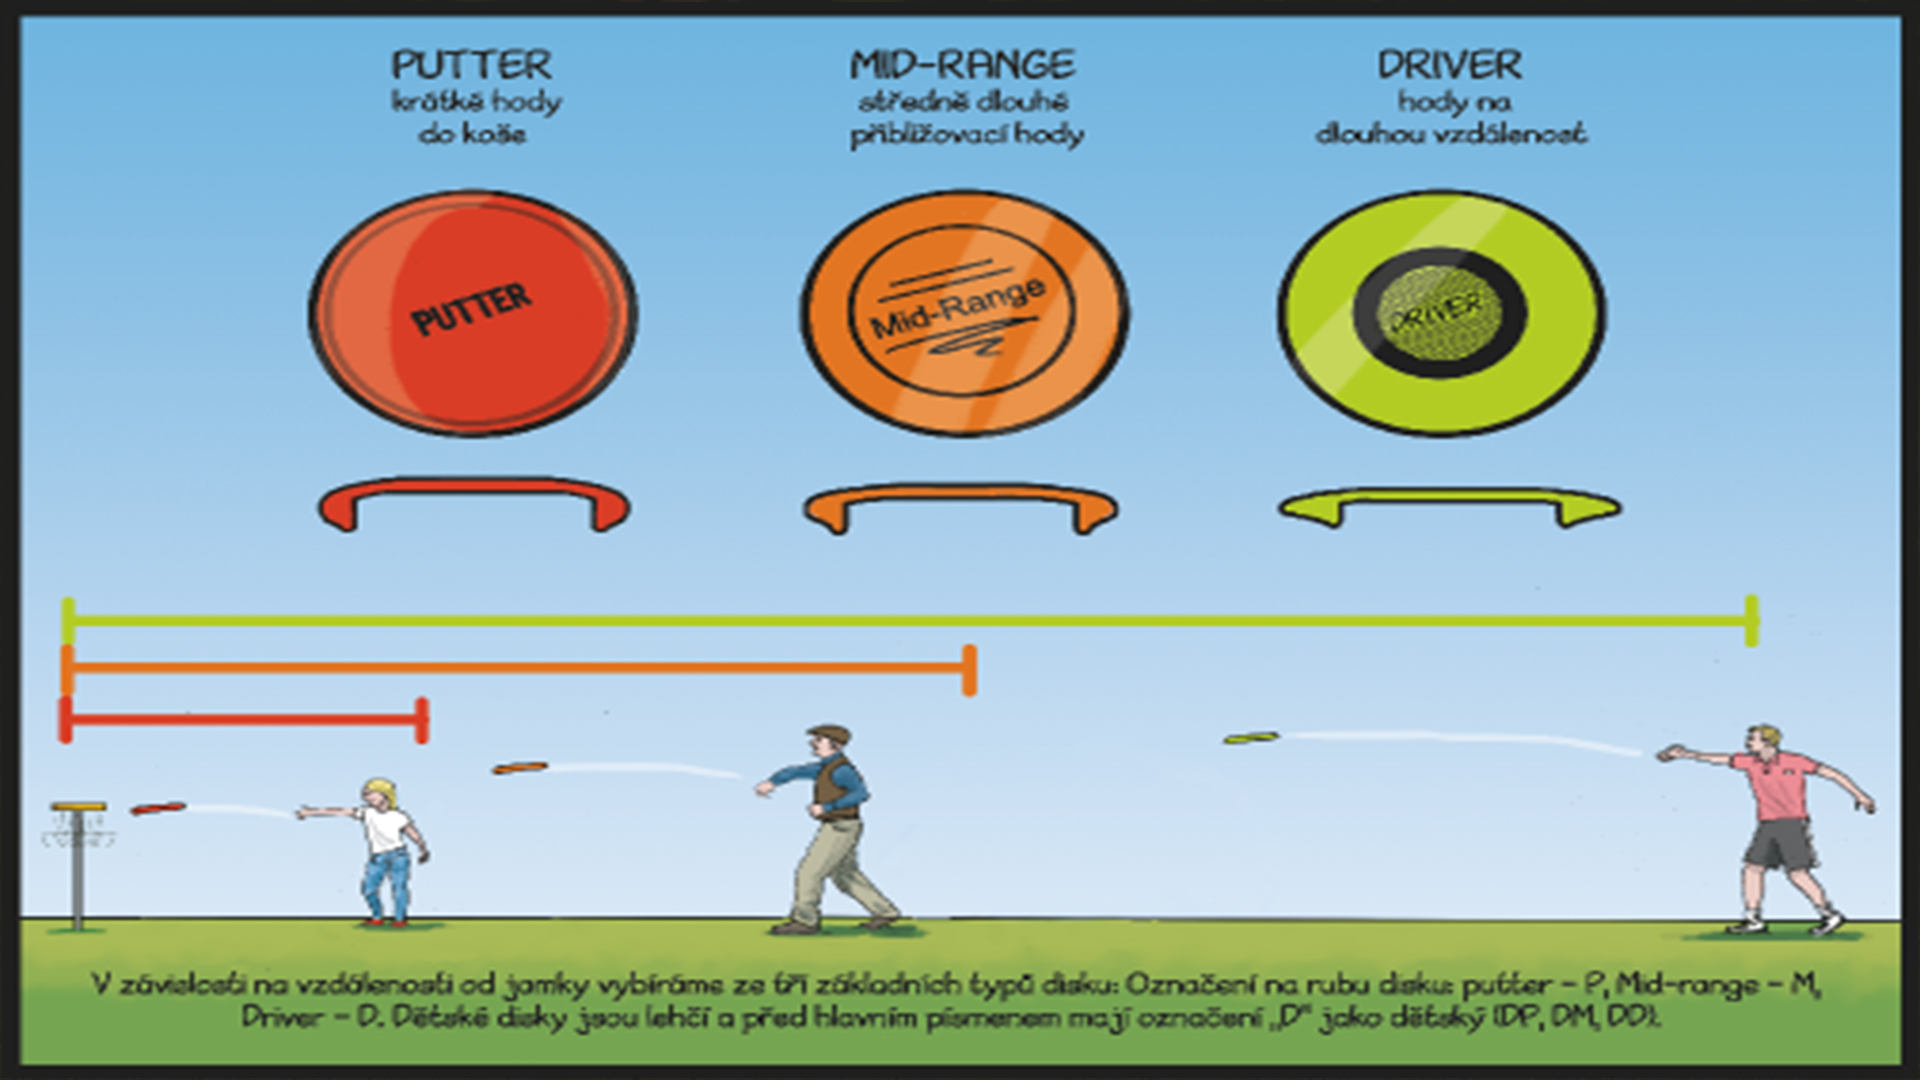 PUTTER
krátké hody
do koše
MID-RANGE
středně dlouhé
přibližovací hody
DRIVER
hody na
dlouhou vzdálenost
PUTTER
Mid-Range
DRIVER
V závislosti na vzdálenosti od jamky vybíráme ze tří základních typů disku: Označení na rubu disku: putter - P, Mid-range - M,
Driver - D. Dětské disky jsou lehčí a před hlavním písmenem mají označení „D" jako dětský (DP, DM, DD).